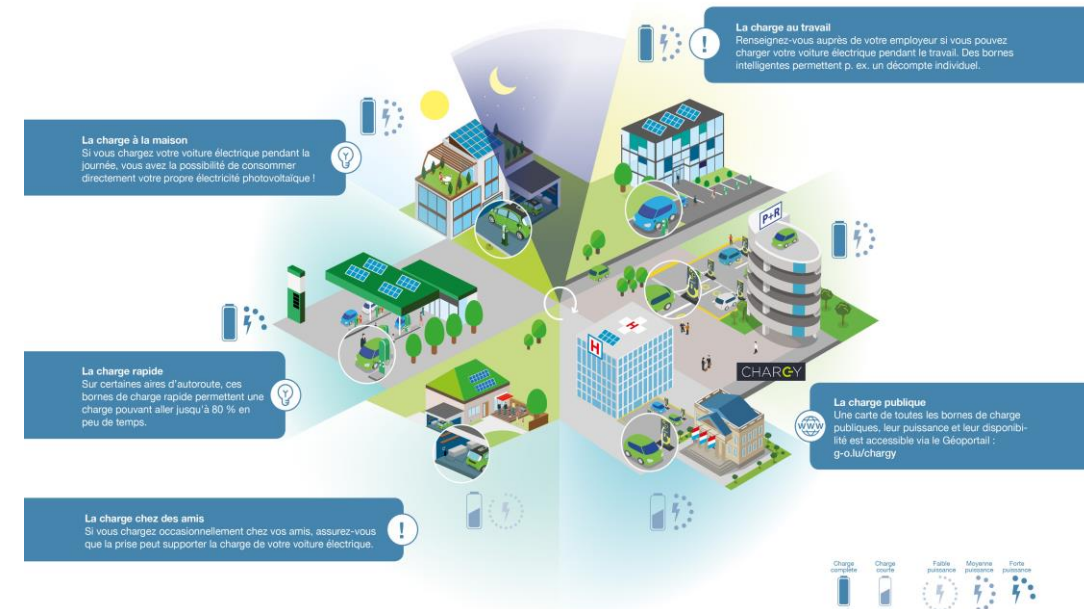 La charge au travail
Renseignez-vous auprès de votre employeur si vous pouvez
charger votre voiture électrique pendant le travail. Des bornes
intelligentes permettent p. ex. un décompte individuel.
La charge à la maison
Si vous chargez votre voiture électrique pendant la
journée, vous avez la possibilité de consommer
directement votre propre électricité photovoltaïque !
P+R
La charge rapide
Sur certaines aires d'autoroute, ces
bornes de charge rapide permettent une
charge pouvant aller jusqu'à 80 % en
peu de temps.
H
H
CHARGY
La charge publique
Une carte de toutes les bornes de charge
publiques, leur puissance et leur disponibi-
lité est accessible via le Géoportail :
g-o.lu/chargy
www
La charge chez des amis
Si vous chargez occasionnellement chez vos amis, assurez-vous
que la prise peut supporter la charge de votre voiture électrique.
Charge complète
Charge courte
Faible puissance
Moyenne puissance
Forte puissance